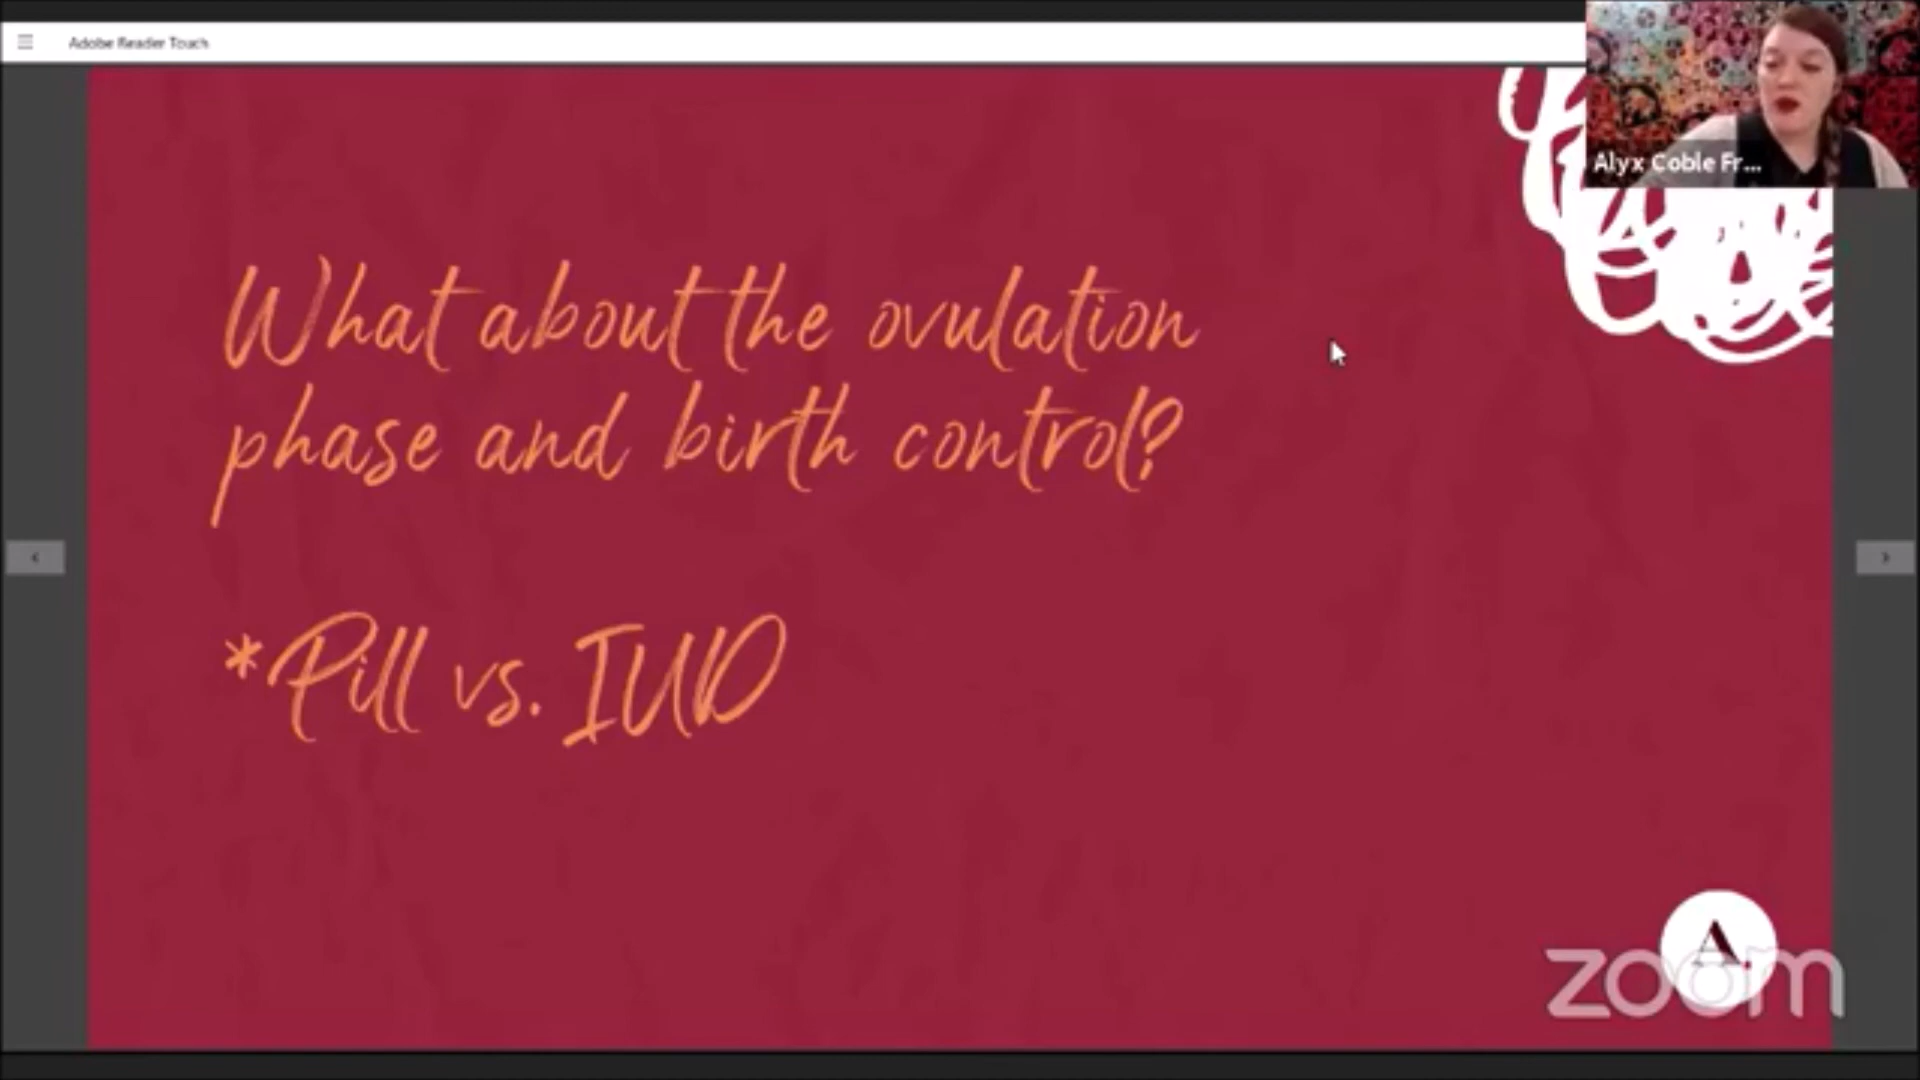 Adobe Reader Touch
Alyx Coble Fr...
What about the ovulation
phase and birth control?
*Pill vs. IUD
A.
zoom